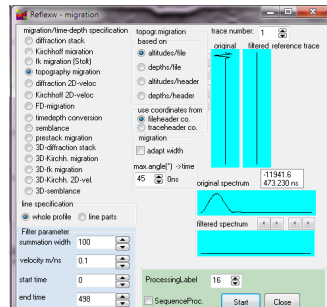 Reflexw - migration
migration/time-depth specification
diffraction stack
Kirchhoff migration
fk migration (Stolt)
topography migration
diffraction 2D-veloc
Kirchhoff 2D-veloc
FD-migration
timedepth conversion
semblance
prestack. migration
3D-diffraction stack
3D-Kirchh. migration
3D-fk migration
3D-Kirchh. 2D-vel.
3D-semblance
line specification
whole profile
line parts
Filter parameter
summation width 100
velocity m/ns 0.1
start time 0
end time 498
topogr.migration
based on
altitudes/file
depths/file
altitudes/header
depths/header
use coordinates from
fileheader co.
traceheader co.
migration
adapt width
max.angle(°) ->time
45 0ns
trace number: 1
original filtered reference trace
-11941.6
473.230 ns
original spectrum
filtered spectrum
ProcessingLabel 16
SequenceProc. Start Close